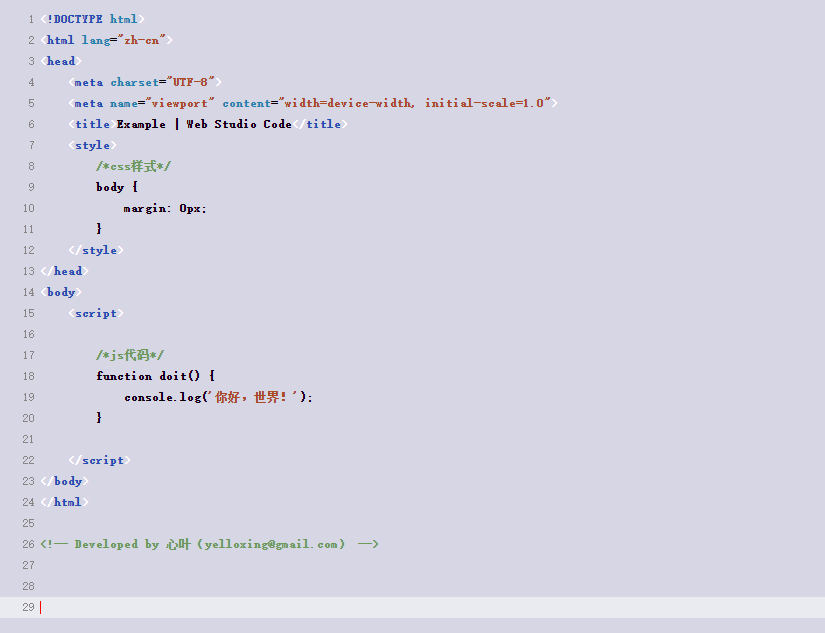 1 <!DOCTYPE html>
2 <html lang="zh-cn">
3 <head>
4     <meta charset="UTF-8">
5     <meta name="viewport" content="width=device-width, initial-scale=1.0">
6     <title>Example | Web Studio Code</title>
7     <style>
8         /*css样式*/
9         body {
10             margin: 0px;
11         }
12     </style>
13 </head>
14 <body>
15     <script>
16
17         /*js代码*/
18         function doit() {
19             console.log('你好，世界！');
20         }
21
22     </script>
23 </body>
24 </html>
25
26 <!-- Developed by 心叶（yelloxing@gmail.com） -->
27
28
29